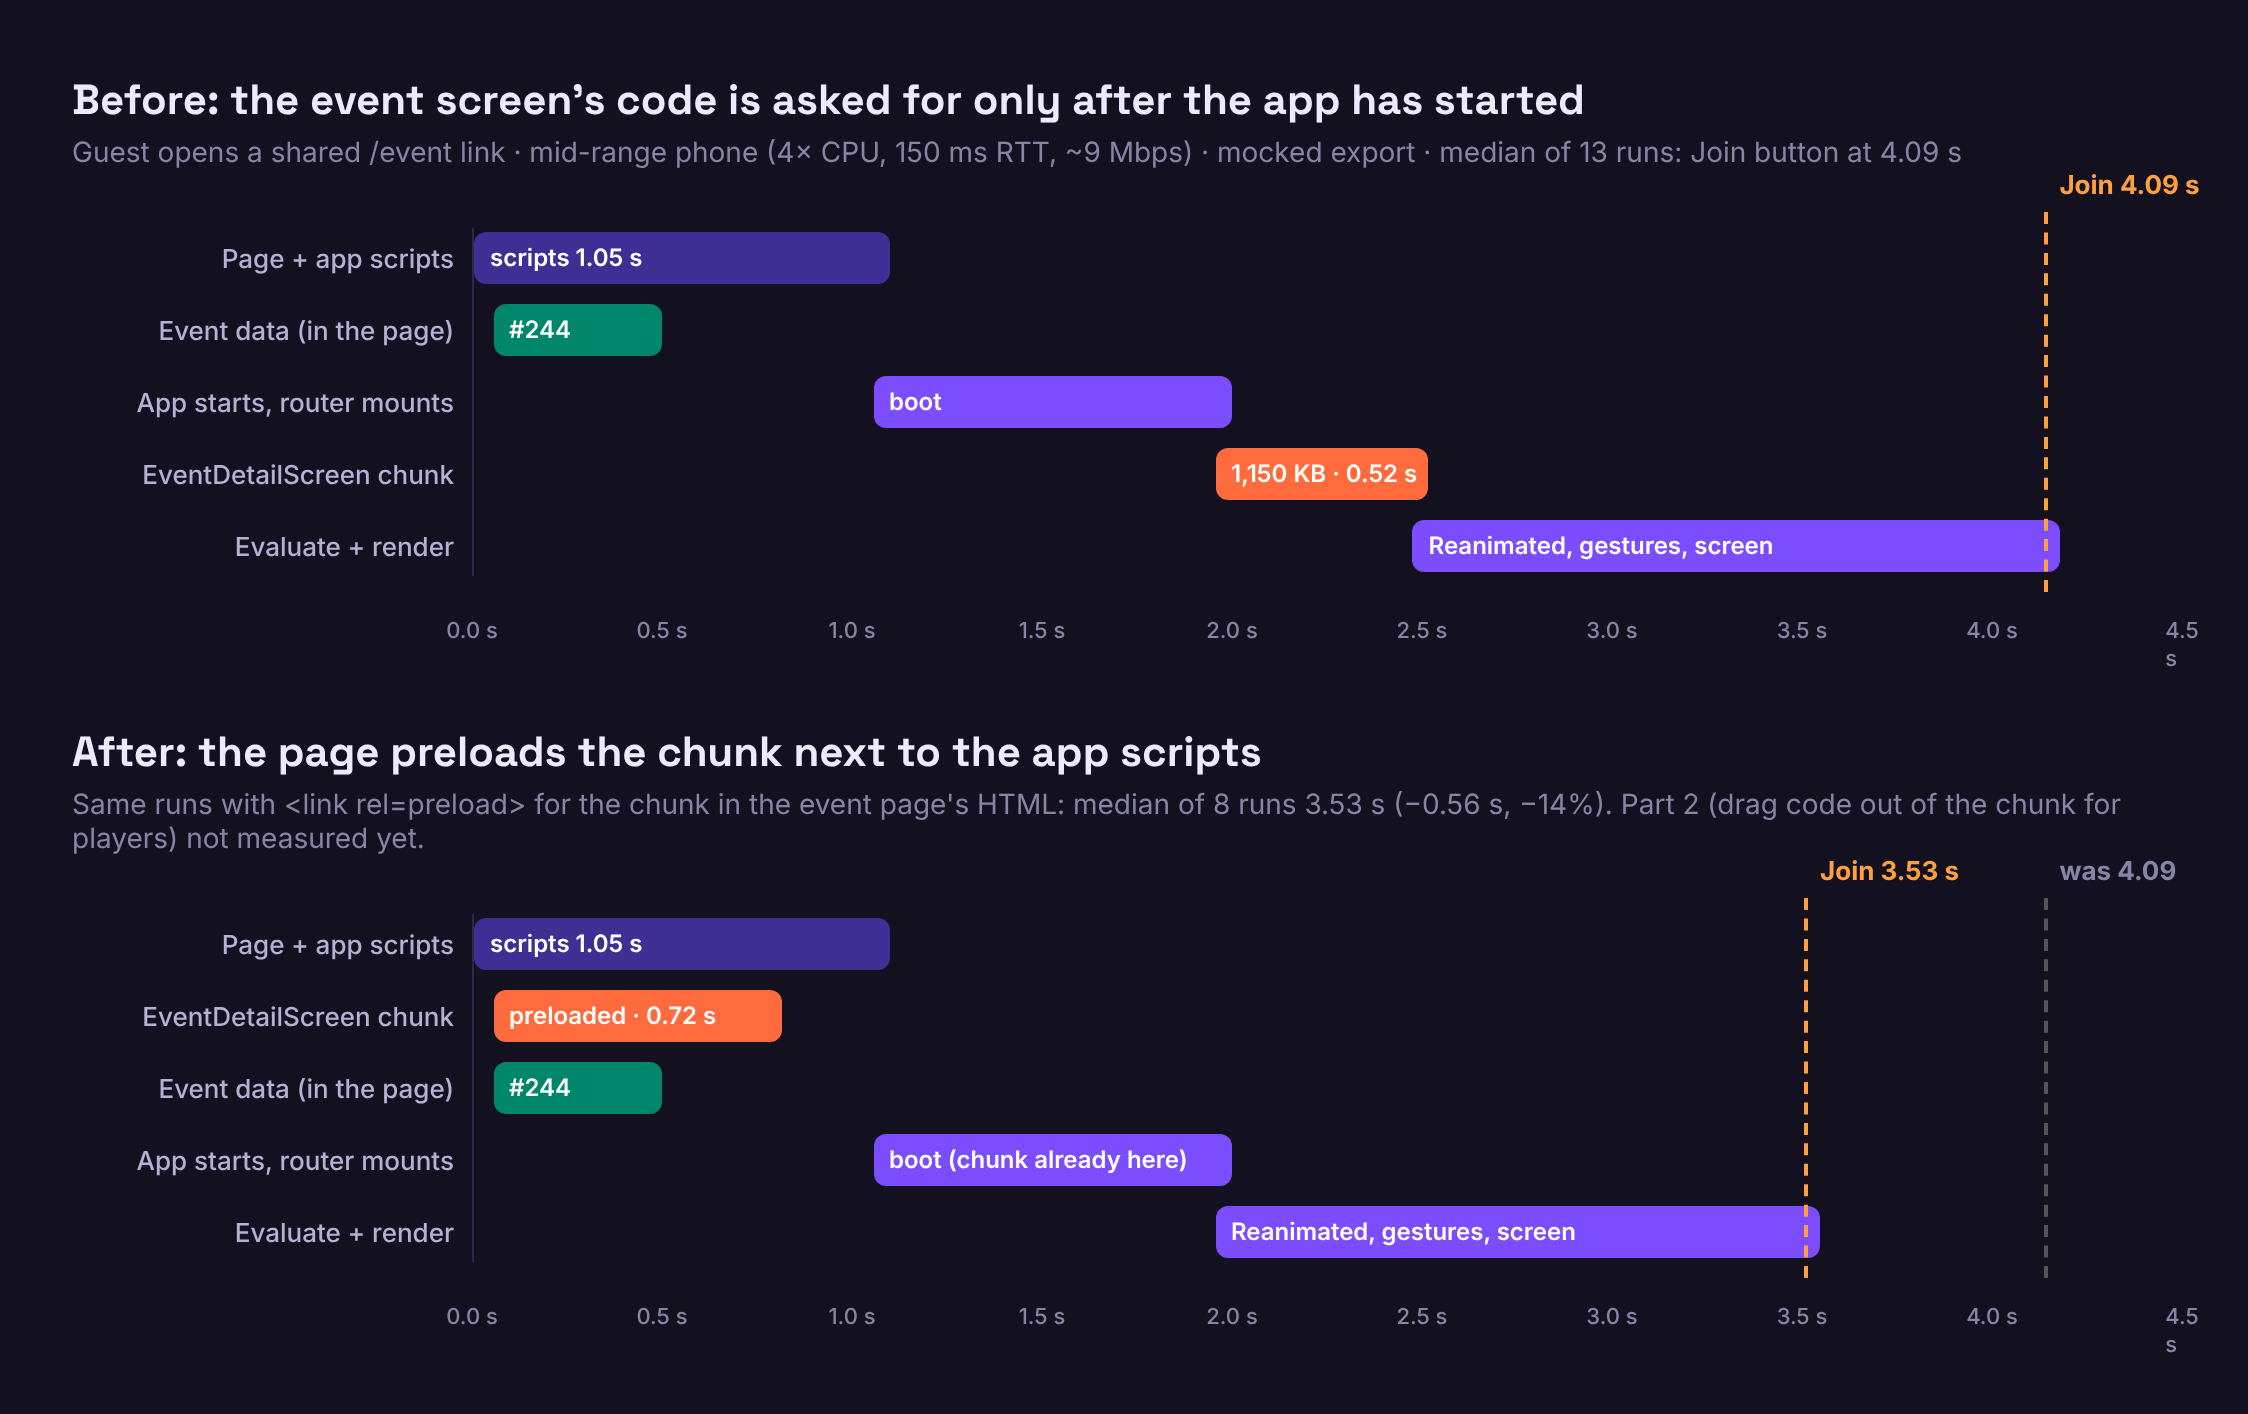 Before: the event screen’s code is asked for only after the app has started
Guest opens a shared /event link · mid-range phone (4× CPU, 150 ms RTT, ~9 Mbps) · mocked export · median of 13 runs: Join button at 4.09 s
Join 4.09 s
Page + app scripts
scripts 1.05 s
Event data (in the page)
#244
App starts, router mounts
boot
EventDetailScreen chunk
1,150 KB · 0.52 s
Evaluate + render
Reanimated, gestures, screen
0.0 s 0.5 s 1.0 s 1.5 s 2.0 s 2.5 s 3.0 s 3.5 s 4.0 s 4.5
s
After: the page preloads the chunk next to the app scripts
Same runs with <link rel=preload> for the chunk in the event page's HTML: median of 8 runs 3.53 s (−0.56 s, −14%). Part 2 (drag code out of the chunk for
players) not measured yet.
Join 3.53 s
was 4.09
Page + app scripts
scripts 1.05 s
EventDetailScreen chunk
preloaded · 0.72 s
Event data (in the page)
#244
App starts, router mounts
boot (chunk already here)
Evaluate + render
Reanimated, gestures, screen
0.0 s 0.5 s 1.0 s 1.5 s 2.0 s 2.5 s 3.0 s 3.5 s 4.0 s 4.5
s